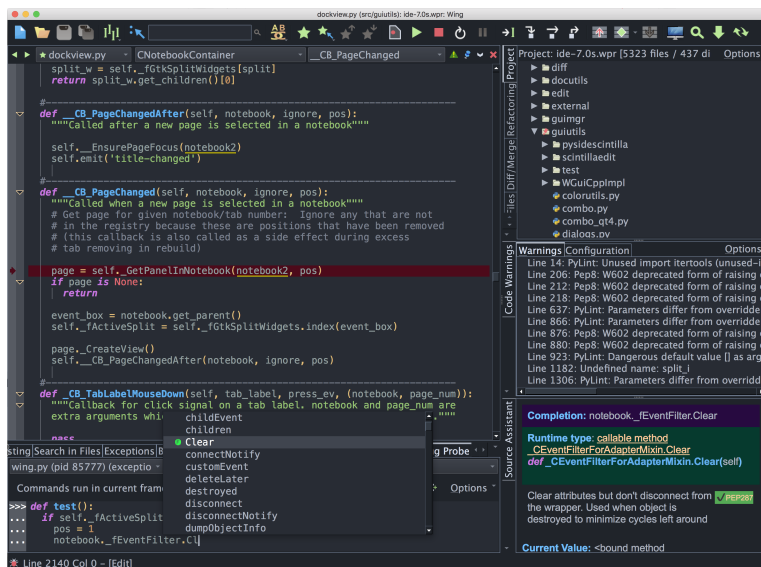 dockview.py (src/guiutils): ide-7.0s.wpr: Wing
dockview.py
CNotebookContainer
__CB_PageChanged
split_w = self._fGtkSplitWidgets[split]
return split_w.get_children()[0]
#------------------------------------------------------------------
def __CB_PageChangedAfter(self, notebook, ignore, pos):
"""Called after a new page is selected in a notebook"""
self.__EnsurePageFocus(notebook2)
self.emit('title-changed')
#------------------------------------------------------------------
def __CB_PageChanged(self, notebook, ignore, pos):
"""Called when a new page is selected in a notebook"""
# Get page for given notebook/tab number:  Ignore any that are not
# in the registry because these are positions that have been removed
# (this callback is also called as a side effect during excess
# tab removing in rebuild)
page = self._GetPanelInNotebook(notebook2, pos)
if page is None:
return
event_box = notebook.get_parent()
self._fActiveSplit = self._fGtkSplitWidgets.index(event_box)
page._CreateView()
self.__CB_PageChangedAfter(notebook, ignore, pos)
#------------------------------------------------------------------
def _CB_TabLabelMouseDown(self, tab_label, press_ev, (notebook, page_num)):
"""Callback for click signal on a tab label. notebook and page_num are
extra arguments whi
."""
pass
childEvent
children
Clear
connectNotify
customEvent
deleteLater
destroyed
disconnect
disconnectNotify
dumpObjectInfo
sting
Search in Files
Exceptions
B
g Probe
wing.py (pid 85777) (exceptio
Commands run in current fram
Options
>>> def test():
... if self._fActiveSplit
... pos = 1
... notebook._fEventFilter.Cl
Line 2140 Col 0 – [Edit]
Project
Refactoring
Diff/Merge
Files
Project: ide-7.0s.wpr [5323 files / 437 di
Options
diff
docutils
edit
external
guimgr
guiutils
pysidescintilla
scintillaedit
test
WGuiCppImpl
colorutils.py
combo.py
combo_qt4.py
dialogs.py
Code Warnings
Warnings
Configuration
Options
Line 14: PyLint: Unused import itertools (unused-i
Line 206: Pep8: W602 deprecated form of raising
Line 212: Pep8: W602 deprecated form of raising
Line 218: Pep8: W602 deprecated form of raising
Line 637: PyLint: Parameters differ from overridde
Line 866: PyLint: Parameters differ from overridde
Line 876: Pep8: W602 deprecated form of raising
Line 880: Pep8: W602 deprecated form of raising
Line 923: PyLint: Dangerous default value [] as arg
Line 1182: Undefined name: split_i
Line 1306: PyLint: Parameters differ from overridd
Source Assistant
Completion: notebook._fEventFilter.Clear
Runtime type: callable method
_CEventFilterForAdapterMixin.Clear
def _CEventFilterForAdapterMixin.Clear(self)
Clear attributes but don't disconnect from
✓PEP287
the wrapper. Used when object is
destroyed to minimize cycles left around
Current Value: <bound method